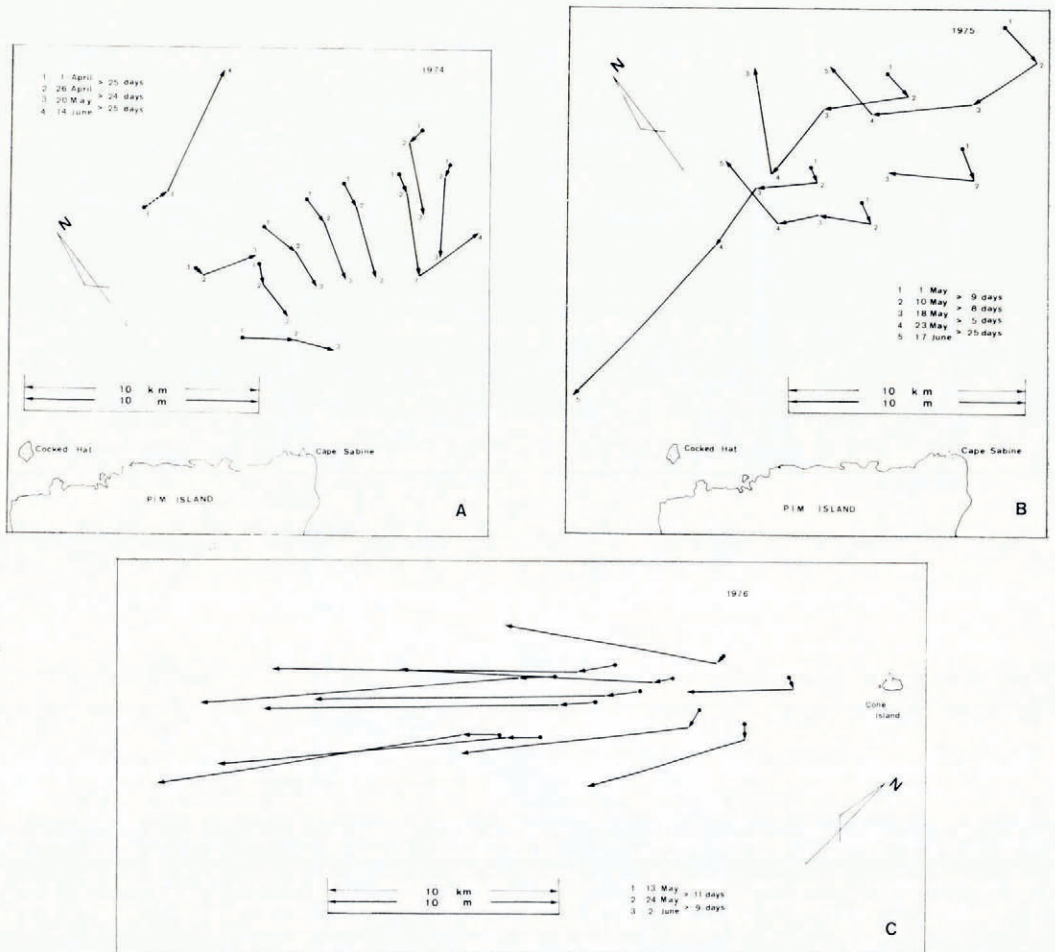 1974
1 1 April > 25 days
2 26 April > 24 days
3 20 May > 25 days
4 14 June
N
10 km
10 m
Cocked Hat
Cape Sabine
PIM ISLAND
A
1975
N
1 1 May > 9 days
2 10 May > 8 days
3 18 May > 5 days
4 23 May > 25 days
5 17 June
10 km
10 m
Cocked Hat
Cape Sabine
PIM ISLAND
B
1976
Cone
Island
N
10 km
10 m
1 13 May > 11 days
2 24 May > 9 days
3 2 June
C